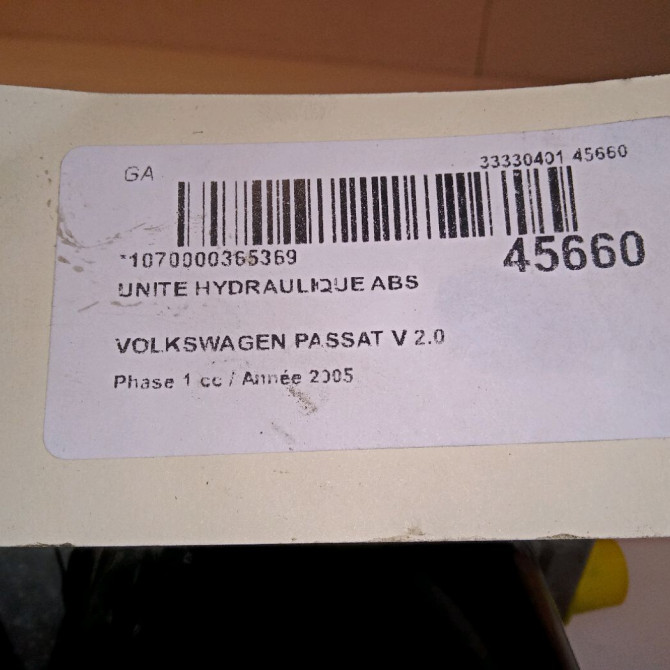 GA
33330401 45660
*1070000365369
45660
UNITE HYDRAULIQUE ABS
VOLKSWAGEN PASSAT V 2.0
Phase 1 cc / Année 2005